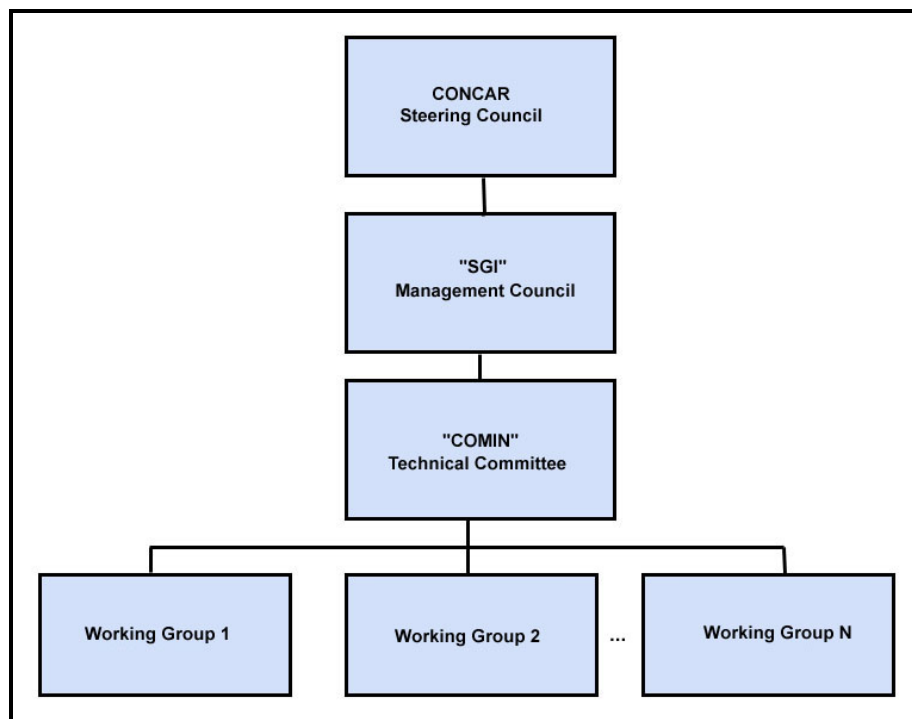 CONCAR
Steering Council
"SGI"
Management Council
"COMIN"
Technical Committee
Working Group 1
Working Group 2
...
Working Group N